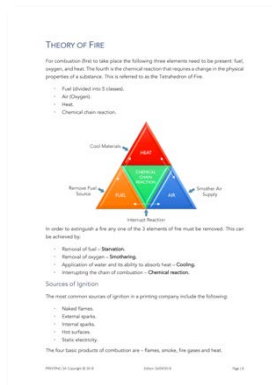 THEORY OF FIRE
For combustion (fire) to take place the following three elements need to be present: fuel,
oxygen, and heat. The fourth is the chemical reaction that requires a change in the physical
properties of a substance. This is referred to as the Tetrahedron of Fire.
- Fuel (divided into 5 classes).
- Air (Oxygen).
- Heat.
- Chemical chain reaction.
Cool Materials
HEAT
CHEMICAL
CHAIN
REACTION
Remove Fuel
Source
FUEL
AIR
Smother Air
Supply
Interrupt Reaction
In order to extinguish a fire any one of the 3 elements of fire must be removed. This can
be achieved by:
- Removal of fuel – Starvation.
- Removal of oxygen – Smothering.
- Application of water and its ability to absorb heat – Cooling.
- Interrupting the chain of combustion – Chemical reaction.
Sources of Ignition
The most common sources of ignition in a printing company include the following:
- Naked flames.
- External sparks.
- Internal sparks.
- Hot surfaces.
- Static electricity.
The four basic products of combustion are – flames, smoke, fire gases and heat.
PRINTING SA Copyright © 2018
Page | 8